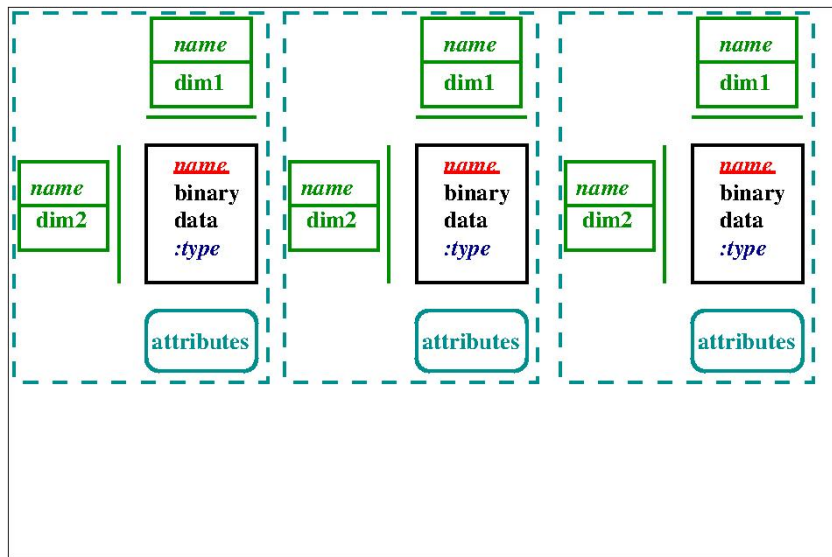 name
dim1
name
dim2
name
binary
data
:type
attributes
name
dim1
name
dim2
name
binary
data
:type
attributes
name
dim1
name
dim2
name
binary
data
:type
attributes